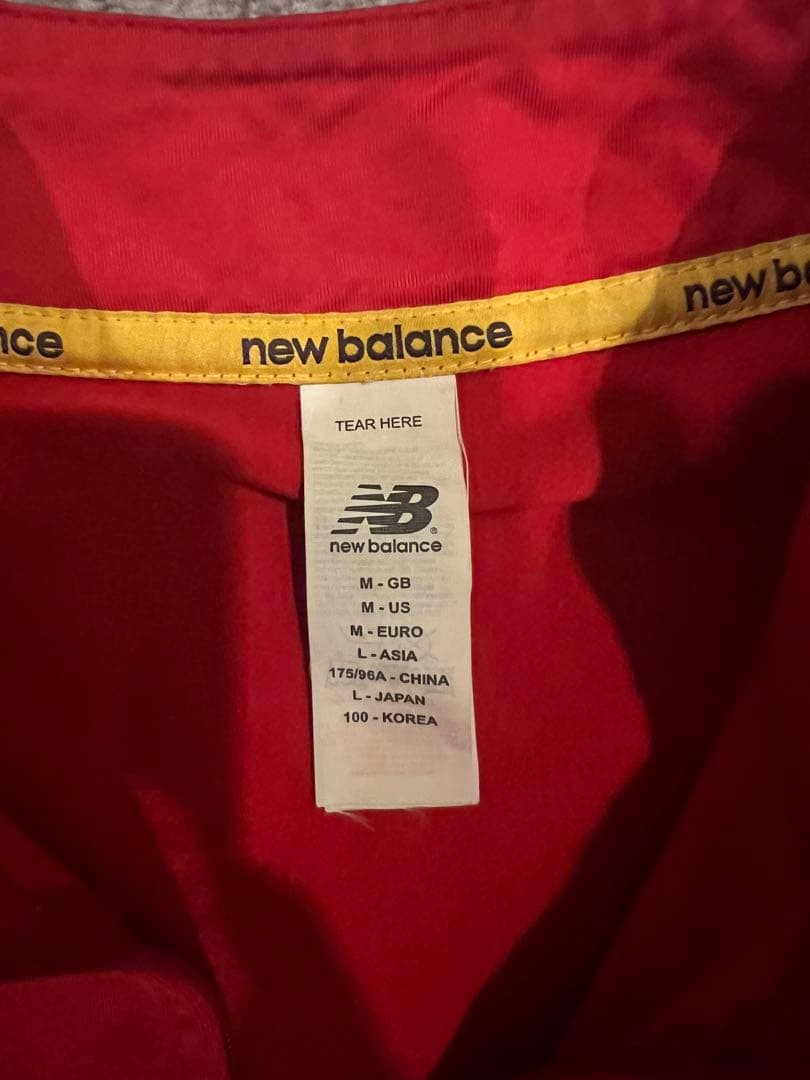 nce new balance new ba
TEAR HERE
NB
new balance
M - GB
M - US
M - EURO
L - ASIA
175/96A - CHINA
L - JAPAN
100 - KOREA